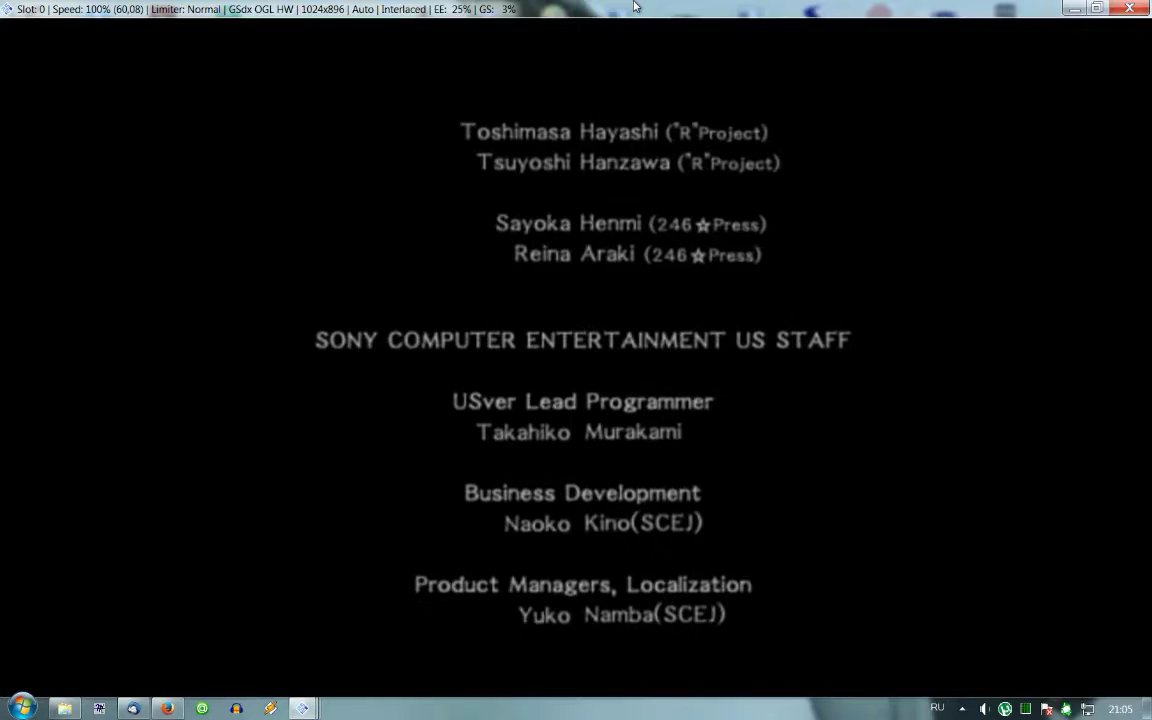 Slot: 0 | Speed: 100% (60,08) | Limiter: Normal | GSdx OGL HW | 1024x896 | Auto | Interlaced | EE: 25% | GS: 3%
Toshimasa Hayashi ("R"Project)
Tsuyoshi Hanzawa ("R"Project)
Sayoka Henmi (246☆Press)
Reina Araki (246☆Press)
SONY COMPUTER ENTERTAINMENT US STAFF
USver Lead Programmer
Takahiko Murakami
Business Development
Naoko Kino(SCEJ)
Product Managers, Localization
Yuko Namba(SCEJ)
RU
21:05